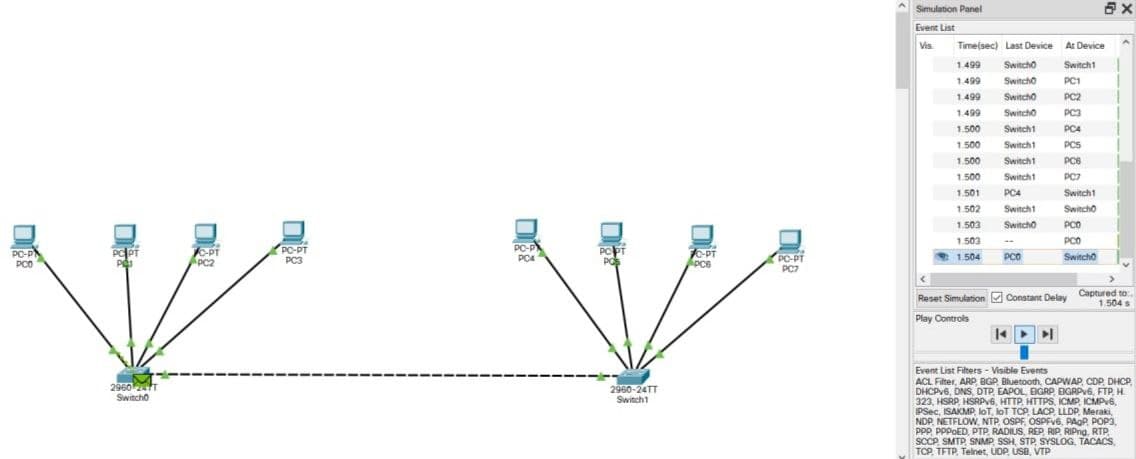 Simulation Panel
Event List
Vis. Time(sec) Last Device At Device
1.499 Switch0 Switch1
1.499 Switch0 PC1
1.499 Switch0 PC2
1.499 Switch0 PC3
1.500 Switch1 PC4
1.500 Switch1 PC5
1.500 Switch1 PC6
1.500 Switch1 PC7
1.501 PC4 Switch1
1.502 Switch1 Switch0
1.503 Switch0 PC0
1.503 -- PC0
1.504 PC0 Switch0
Reset Simulation Constant Delay Captured to:
1.504 s
Play Controls
Event List Filters - Visible Events
ACL Filter, ARP, BGP, Bluetooth, CAPWAP, CDP, DHCP,
DHCPv6, DNS, DTP, EAPOL, EIGRP, EIGRPv6, FTP, H.
323, HSRP, HSRPv6, HTTP, HTTPS, ICMP, ICMPv6,
IPSec, ISAKMP, IoT, IoT TCP, LACP, LLDP, Meraki,
NDP, NETFLOW, NTP, OSPF, OSPFv6, PAgP, POP3,
PPP, PPPoED, PTP, RADIUS, REP, RIP, RIPng, RTP,
SCCP, SMTP, SNMP, SSH, STP, SYSLOG, TACACS,
TCP, TFTP, Telnet, UDP, USB, VTP
PC-PT
PC0
PC-PT
PC1
PC-PT
PC2
PC-PT
PC3
PC-PT
PC4
PC-PT
PC5
PC-PT
PC6
PC-PT
PC7
2960-24TT
Switch0
2960-24TT
Switch1